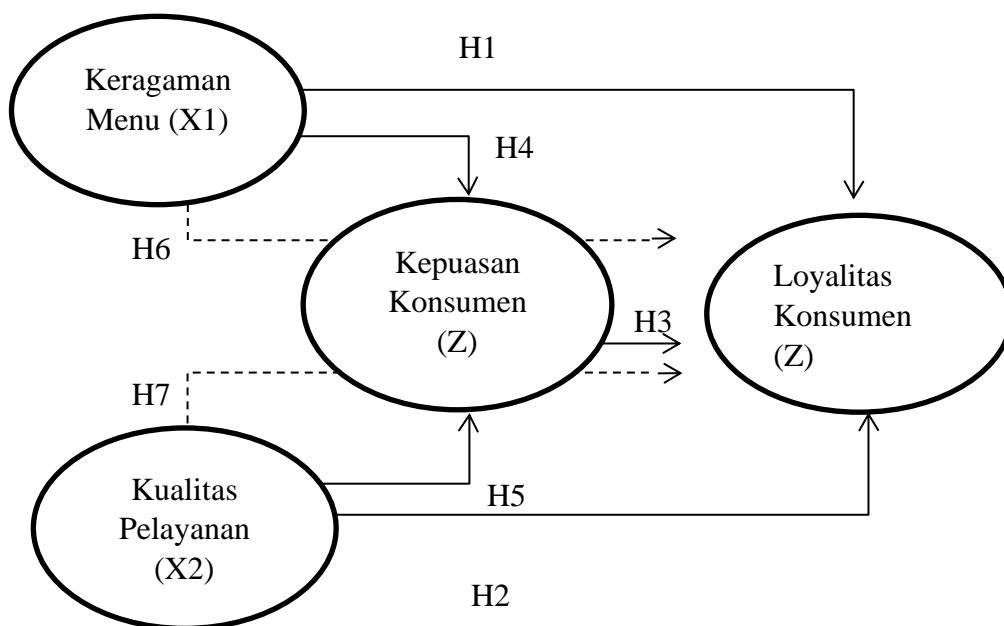 H1
Keragaman
Menu (X1)
H4
H6
Kepuasan
Konsumen
(Z)
H3
Loyalitas
Konsumen
(Z)
H7
Kualitas
Pelayanan
(X2)
H5
H2